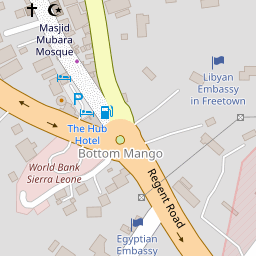 Masjid
Mubara
Mosque
Libyan
Embassy
in Freetown
P
The Hub
Hotel
Bottom Mango
World Bank
Sierra Leone
Regent Road
Egyptian
Embassy